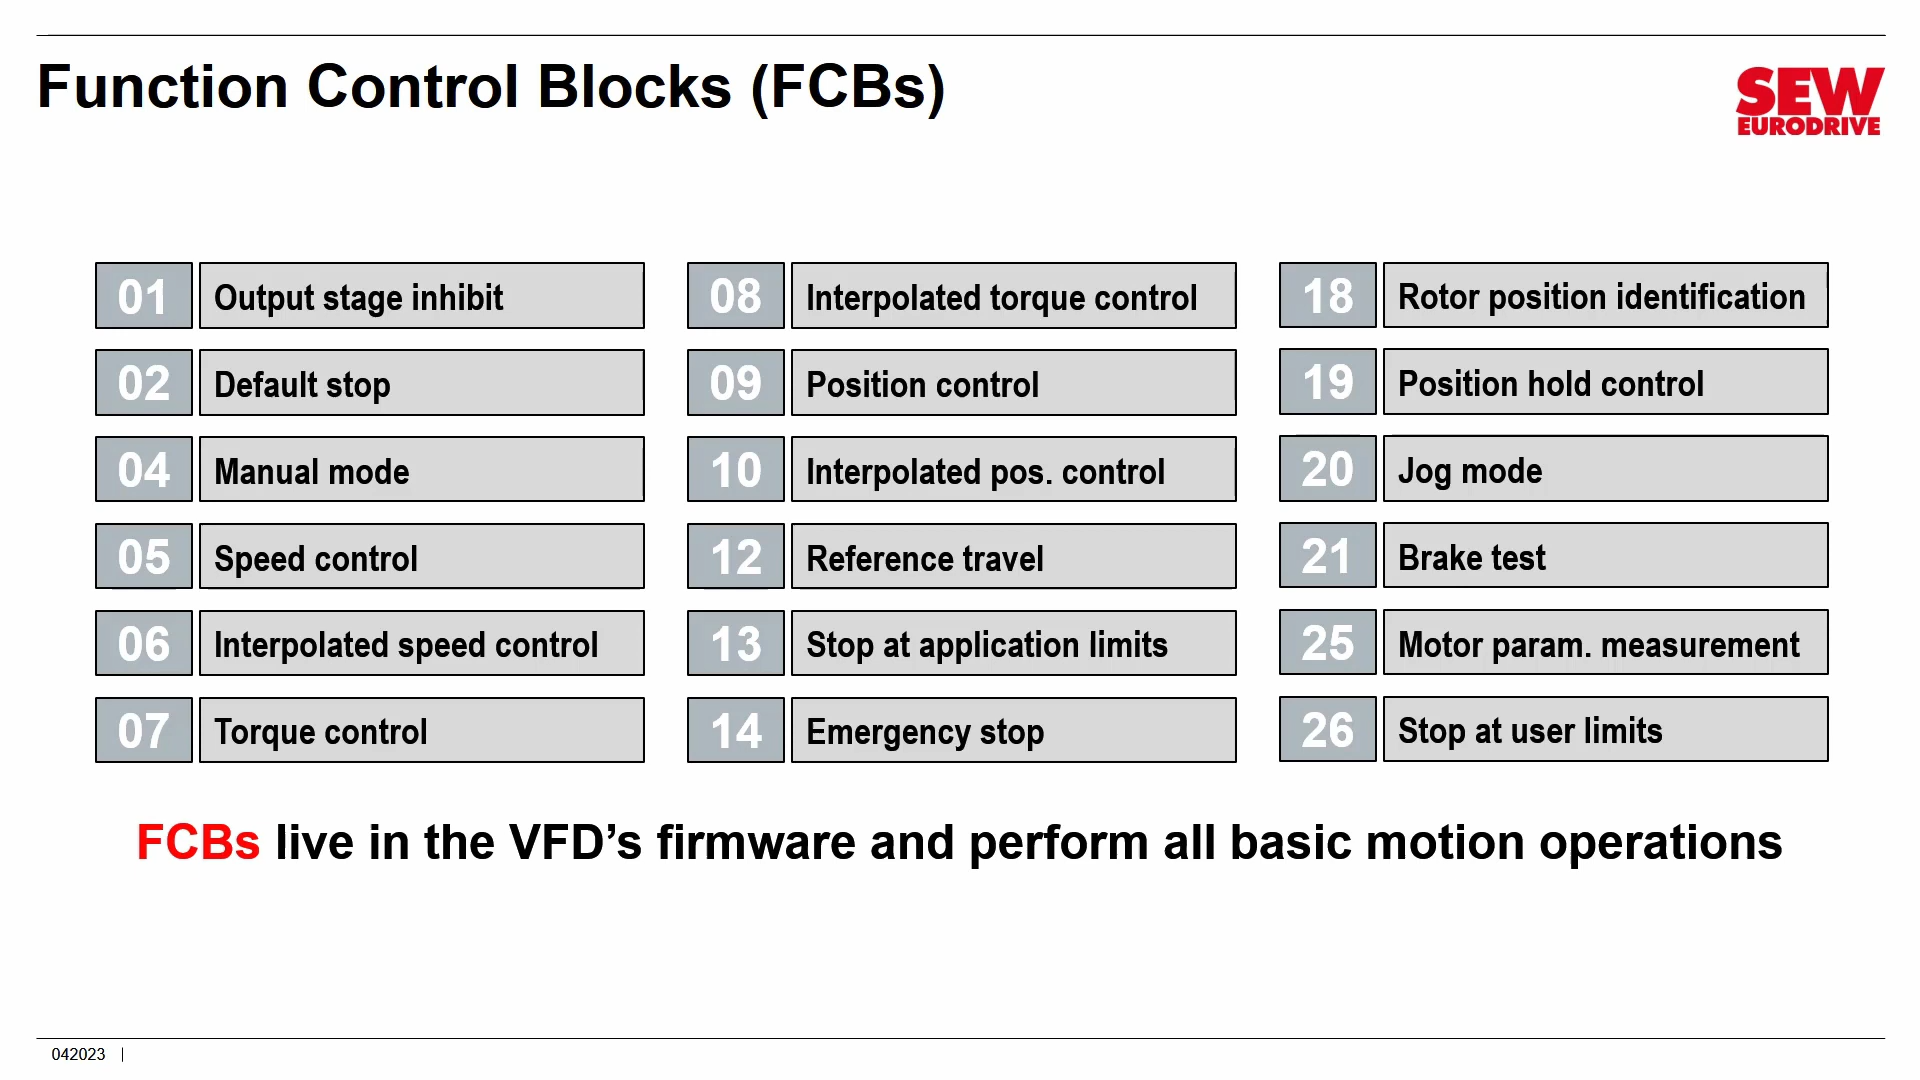 Function Control Blocks (FCBs)
SEW
EURODRIVE
01 Output stage inhibit
02 Default stop
04 Manual mode
05 Speed control
06 Interpolated speed control
07 Torque control
08 Interpolated torque control
09 Position control
10 Interpolated pos. control
12 Reference travel
13 Stop at application limits
14 Emergency stop
18 Rotor position identification
19 Position hold control
20 Jog mode
21 Brake test
25 Motor param. measurement
26 Stop at user limits
FCBs live in the VFD’s firmware and perform all basic motion operations
042023 |